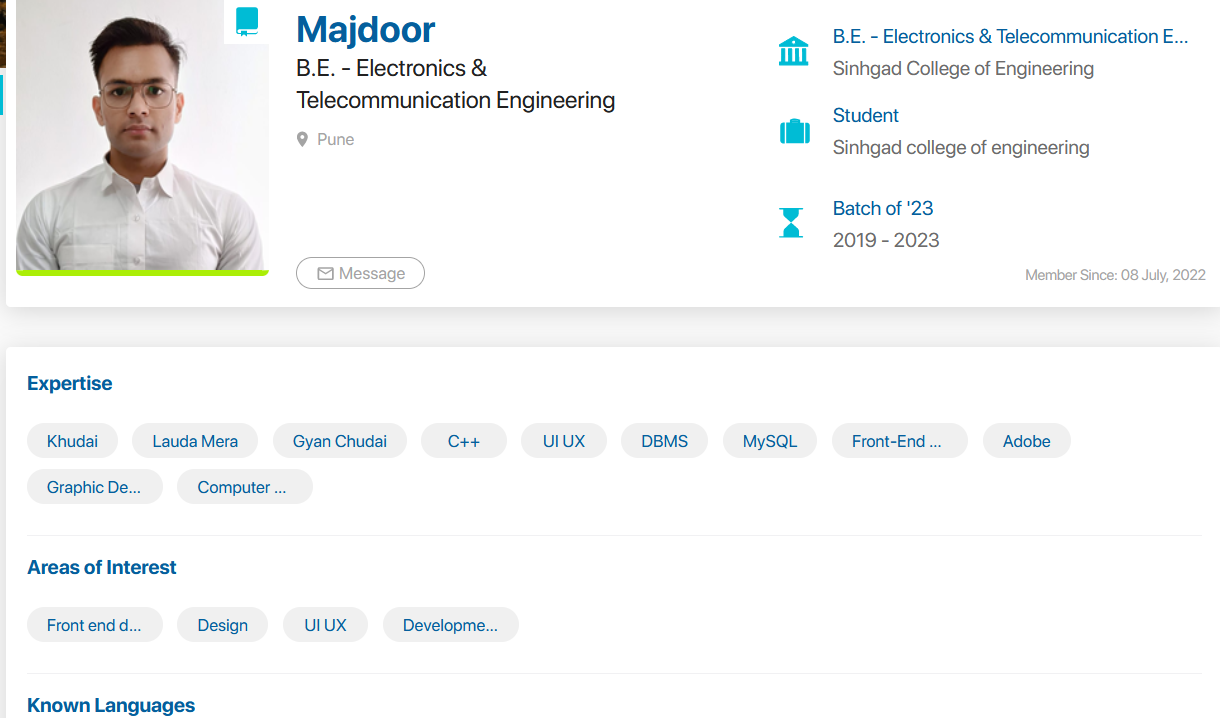 Majdoor
B.E. - Electronics &
Telecommunication Engineering
Pune
Message
B.E. - Electronics & Telecommunication E...
Sinhgad College of Engineering
Student
Sinhgad college of engineering
Batch of '23
2019 - 2023
Member Since: 08 July, 2022
Expertise
Khudai Lauda Mera Gyan Chudai C++ UI UX DBMS MySQL Front-End ... Adobe
Graphic De... Computer ...
Areas of Interest
Front end d... Design UI UX Developme...
Known Languages